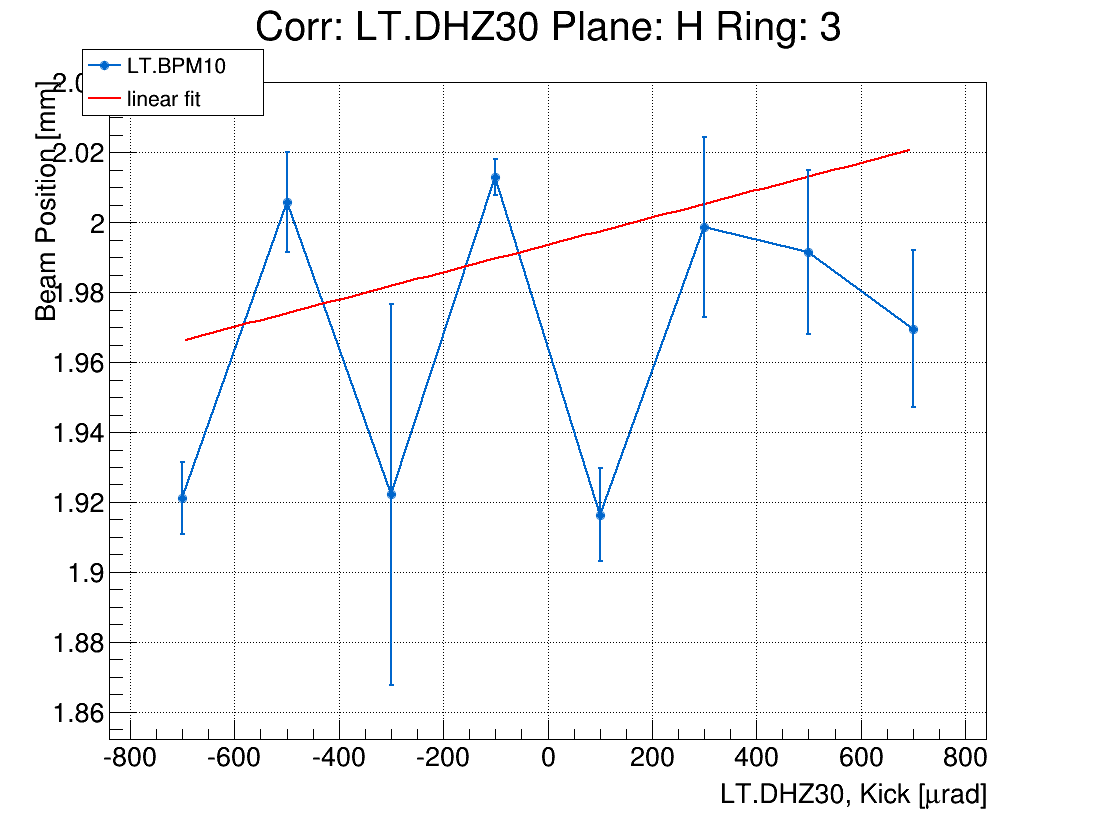 Corr: LT.DHZ30 Plane: H Ring: 3
LT.BPM10
linear fit
Beam Position [mm]
2.02
2
1.98
1.96
1.94
1.92
1.9
1.88
1.86
-800 -600 -400 -200 0 200 400 600 800
LT.DHZ30, Kick [μrad]